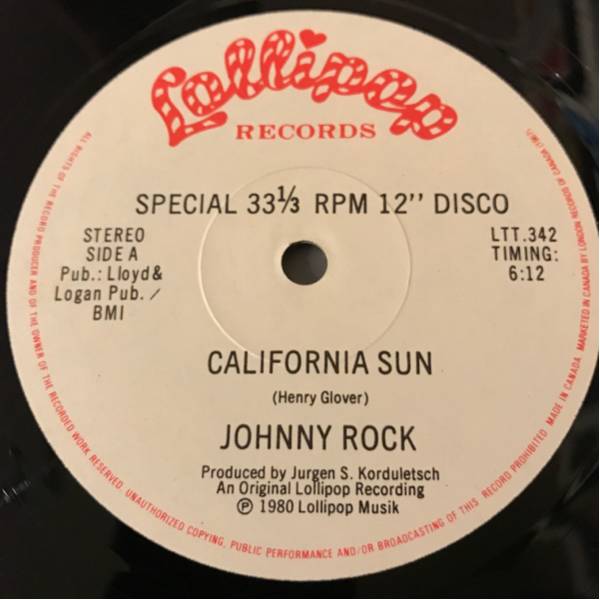 Lollipop
RECORDS
SPECIAL 33⅓ RPM 12" DISCO
STEREO
SIDE A
Pub.: Lloyd &
Logan Pub. /
BMI
LTT.342
TIMING:
6:12
CALIFORNIA SUN
(Henry Glover)
JOHNNY ROCK
Produced by Jurgen S. Korduletsch
An Original Lollipop Recording
℗ 1980 Lollipop Musik
ALL RIGHTS OF THE RECORD PRODUCER AND OF THE OWNER OF THE RECORDED WORK RESERVED. UNAUTHORIZED COPYING, PUBLIC PERFORMANCE AND/OR BROADCASTING OF THIS RECORD PROHIBITED. MADE IN CANADA. MARKETED IN CANADA BY LONDON RECORDS OF CANADA (1967)